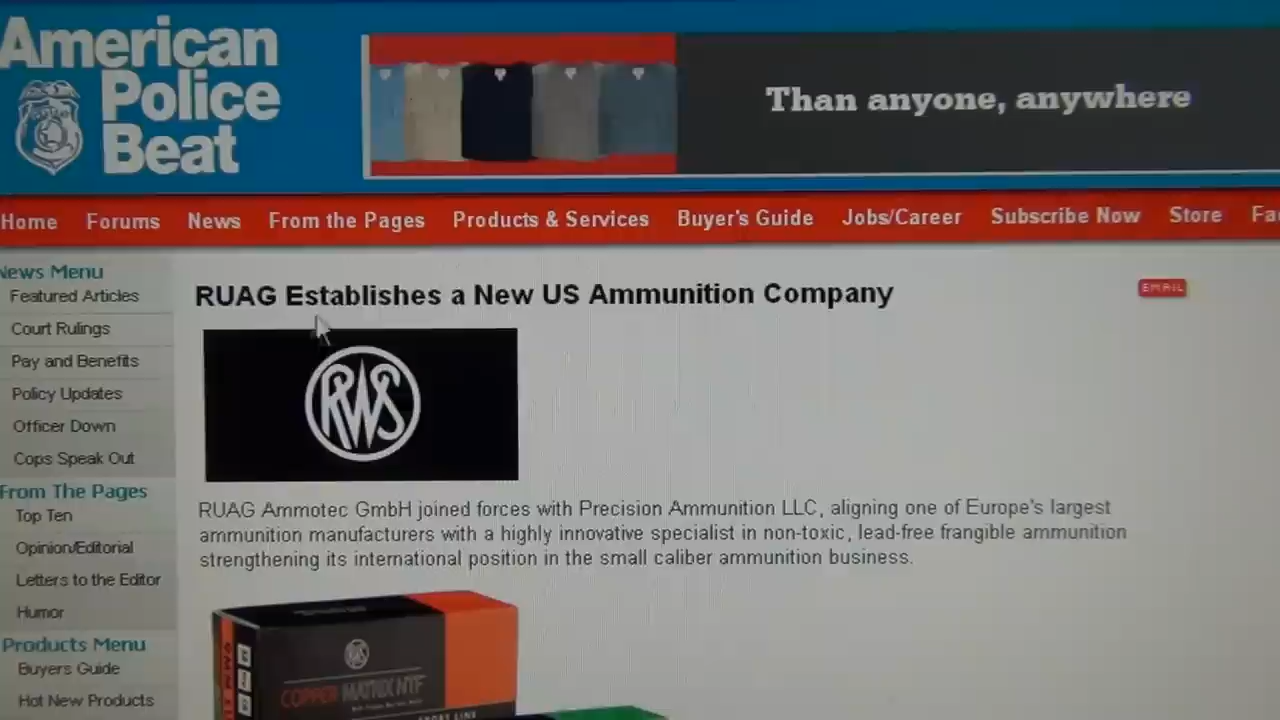 American
Police
Beat
Than anyone, anywhere
Home Forums News From the Pages Products & Services Buyer's Guide Jobs/Career Subscribe Now Store
News Menu
Featured Articles
Court Rulings
Pay and Benefits
Policy Updates
Officer Down
Cops Speak Out
From The Pages
Top Ten
Opinion/Editorial
Letters to the Editor
Humor
Products Menu
Buyers Guide
Hot New Products
RUAG Establishes a New US Ammunition Company
EMAIL
RWS
RUAG Ammotec GmbH joined forces with Precision Ammunition LLC, aligning one of Europe's largest
ammunition manufacturers with a highly innovative specialist in non-toxic, lead-free frangible ammunition
strengthening its international position in the small caliber ammunition business.
COPPER MATRIX NTF
SPORT LINE